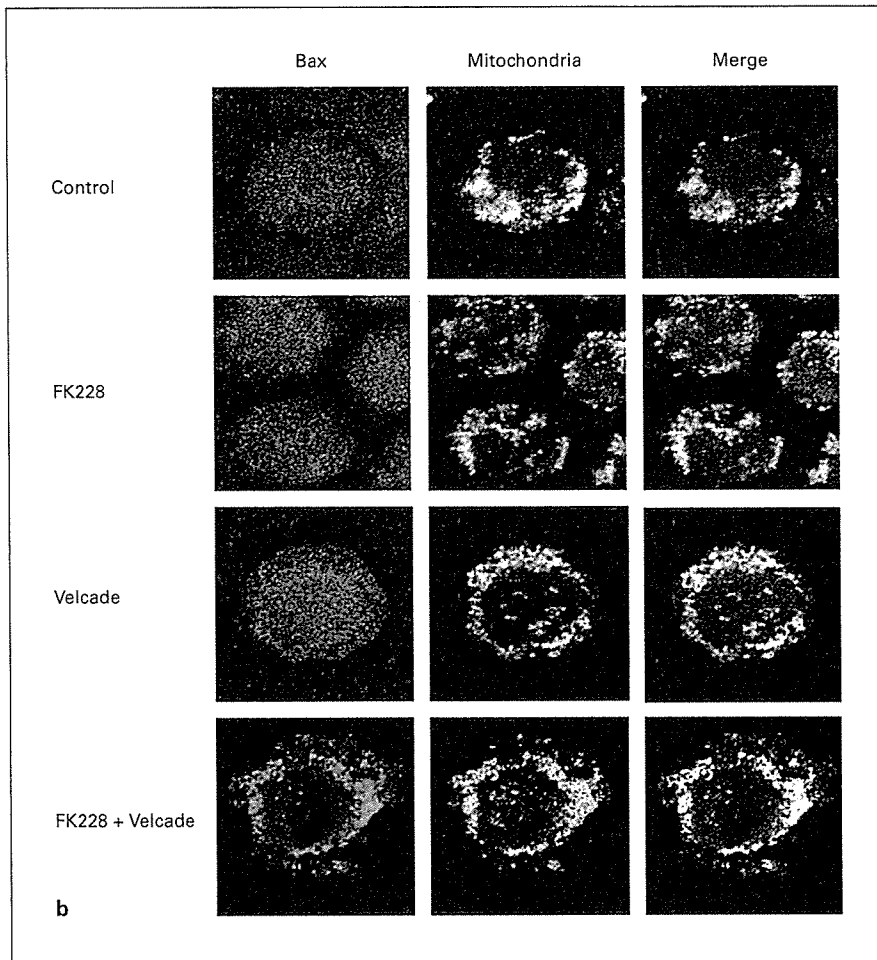 Bax Mitochondria Merge
Control
FK228
Velcade
FK228 + Velcade
b